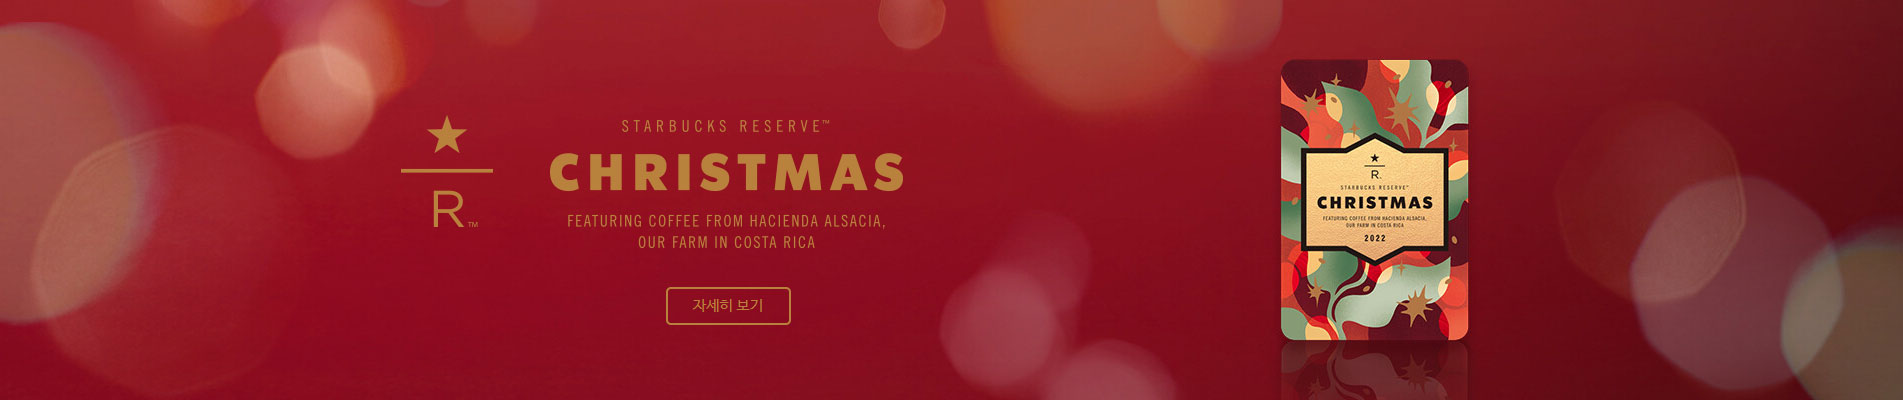 R™
STARBUCKS RESERVE™
CHRISTMAS
FEATURING COFFEE FROM HACIENDA ALSACIA,
OUR FARM IN COSTA RICA
자세히 보기
R™
STARBUCKS RESERVE™
CHRISTMAS
FEATURING COFFEE FROM HACIENDA ALSACIA,
OUR FARM IN COSTA RICA
2022